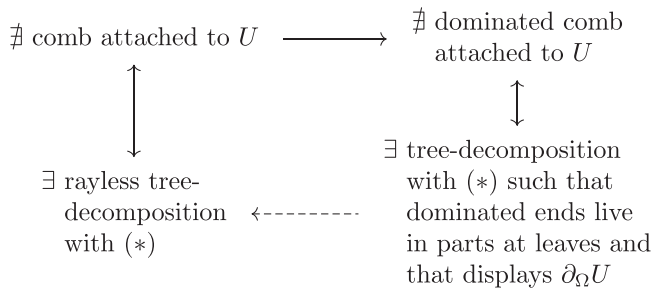 ∄ comb attached to U
∄ dominated comb
attached to U
∃ rayless tree-
decomposition
with (∗)
∃ tree-decomposition
with (∗) such that
dominated ends live
in parts at leaves and
that displays ∂_ΩU